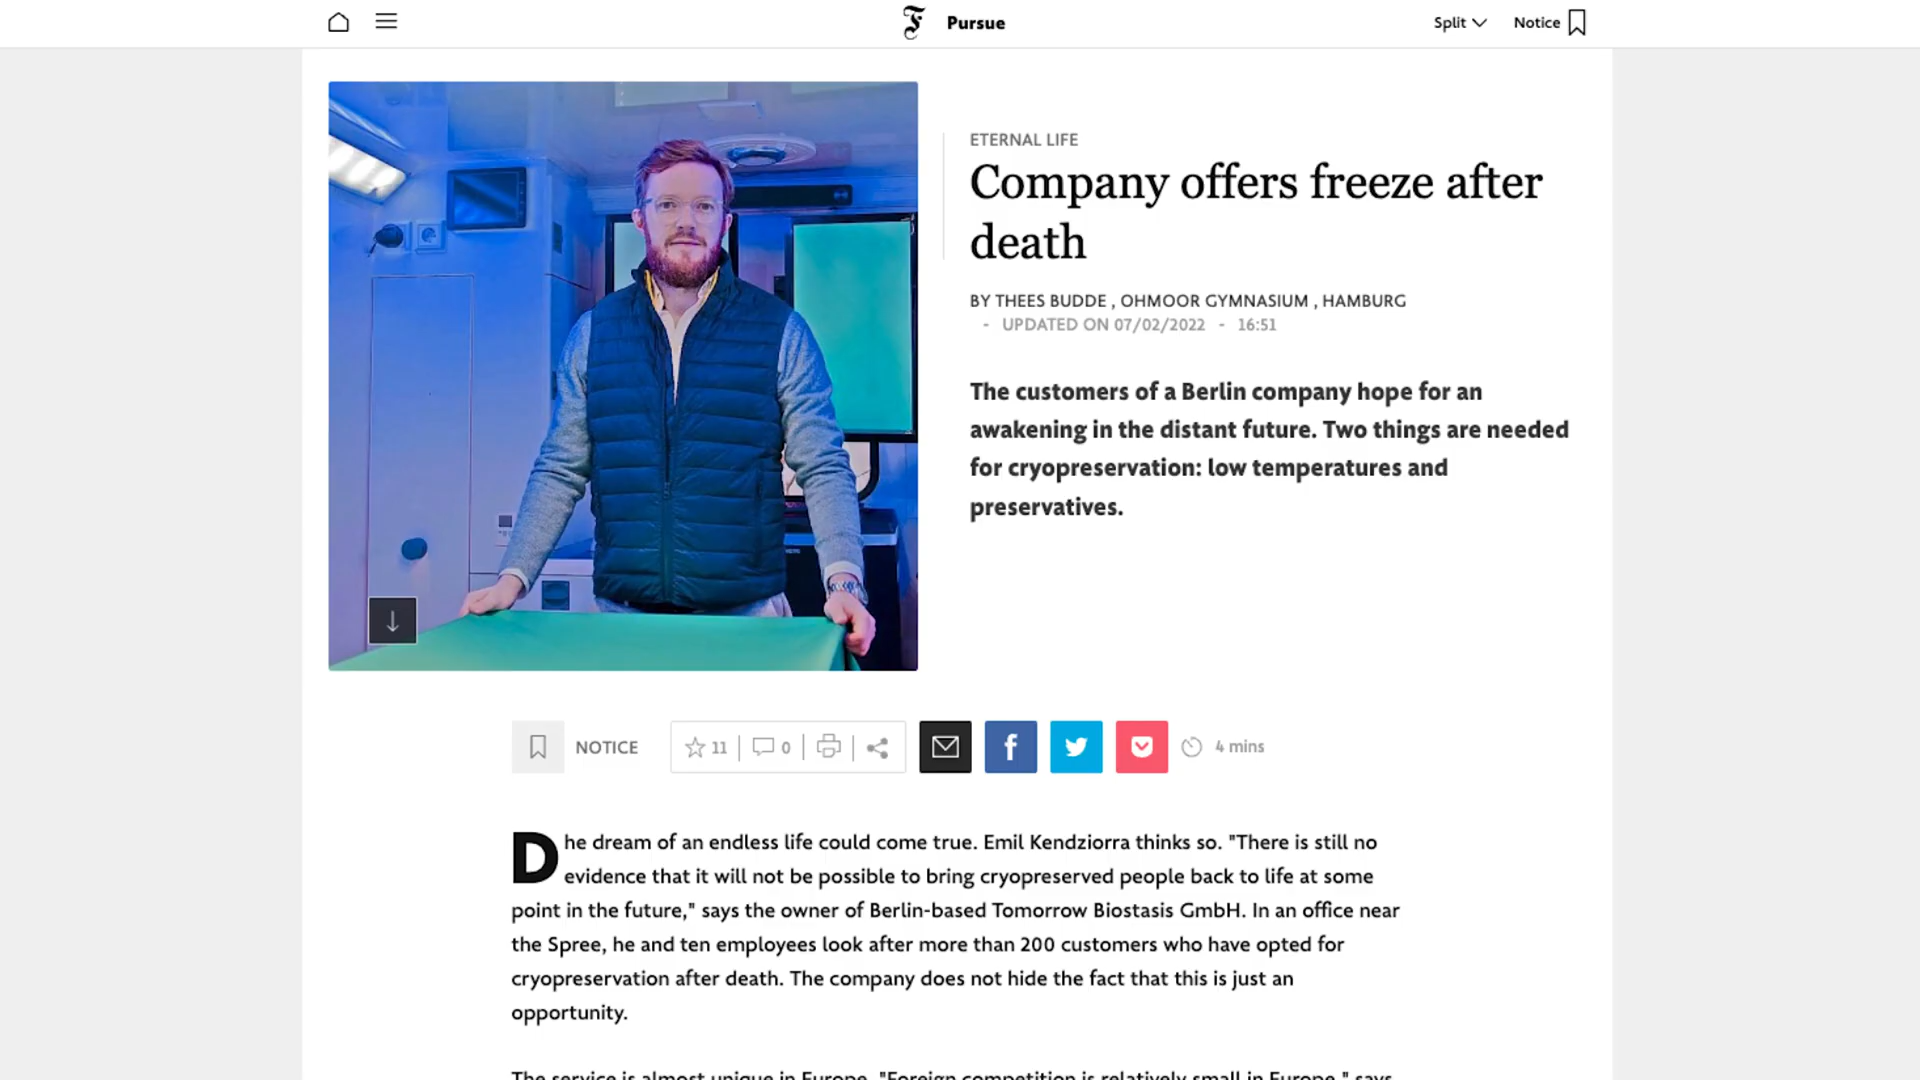 Pursue
Split
Notice
ETERNAL LIFE
Company offers freeze after
death
BY THEES BUDDE , OHMOOR GYMNASIUM , HAMBURG
- UPDATED ON 07/02/2022 - 16:51
The customers of a Berlin company hope for an
awakening in the distant future. Two things are needed
for cryopreservation: low temperatures and
preservatives.
NOTICE
11
0
4 mins
Dhe dream of an endless life could come true. Emil Kendziorra thinks so. "There is still no
evidence that it will not be possible to bring cryopreserved people back to life at some
point in the future," says the owner of Berlin-based Tomorrow Biostasis GmbH. In an office near
the Spree, he and ten employees look after more than 200 customers who have opted for
cryopreservation after death. The company does not hide the fact that this is just an
opportunity.
The service is almost unique in Europe. "Foreign competition is relatively small in Europe," says